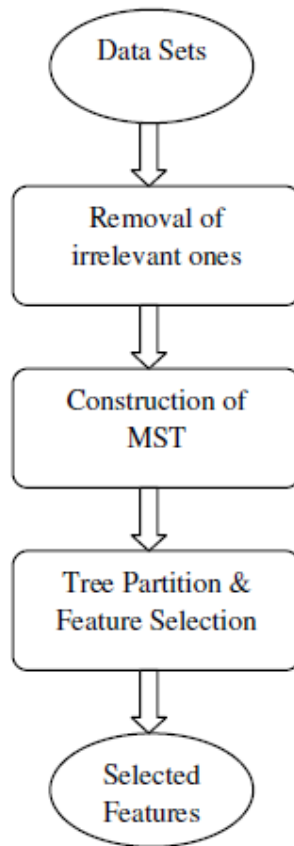 Data Sets
Removal of
irrelevant ones
Construction of
MST
Tree Partition &
Feature Selection
Selected
Features